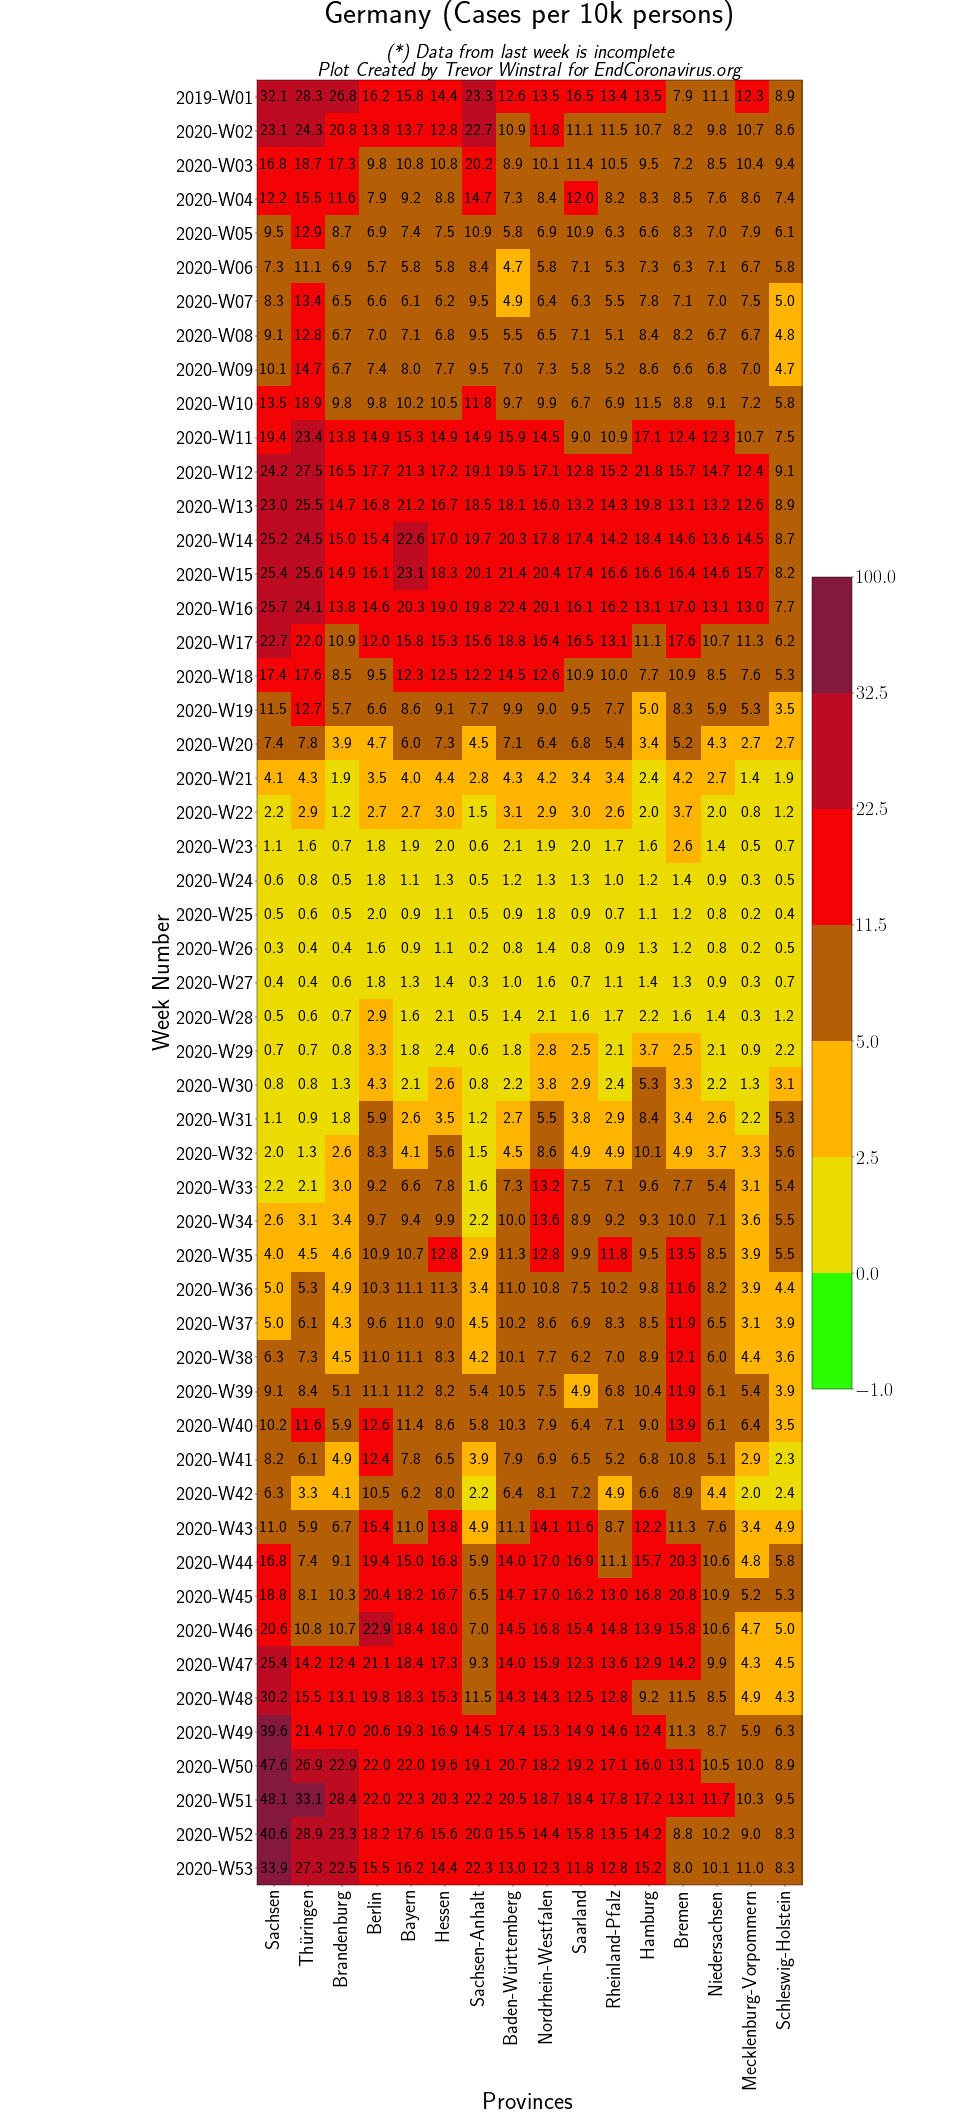 Germany (Cases per 10k persons)
(*) Data from last week is incomplete
Plot Created by Trevor Winstral for EndCoronavirus.org
2019-W01 32.1 28.3 26.8 16.2 15.8 14.4 23.3 12.6 13.5 16.5 13.4 13.5 7.9 11.1 12.3 8.9
2020-W02 23.1 24.3 20.8 13.8 13.7 12.8 22.7 10.9 11.8 11.1 11.5 10.7 8.2 9.8 10.7 8.6
2020-W03 16.8 18.7 17.3 9.8 10.8 10.8 20.2 8.9 10.1 11.4 10.5 9.5 7.2 8.5 10.4 9.4
2020-W04 12.2 15.5 11.6 7.9 9.2 8.8 14.7 7.3 8.4 12.0 8.2 8.3 8.5 7.6 8.6 7.4
2020-W05 9.5 12.9 8.7 6.9 7.4 7.5 10.9 5.8 6.9 10.9 6.3 6.6 8.3 7.0 7.9 6.1
2020-W06 7.3 11.1 6.9 5.7 5.8 5.8 8.4 4.7 5.8 7.1 5.3 7.3 6.3 7.1 6.7 5.8
2020-W07 8.3 13.4 6.5 6.6 6.1 6.2 9.5 4.9 6.4 6.3 5.5 7.8 7.1 7.0 7.5 5.0
2020-W08 9.1 12.8 6.7 7.0 7.1 6.8 9.5 5.5 6.5 7.1 5.1 8.4 8.2 6.7 6.7 4.8
2020-W09 10.1 14.7 6.7 7.4 8.0 7.7 9.5 7.0 7.3 5.8 5.2 8.6 6.6 6.8 7.0 4.7
2020-W10 13.5 18.9 9.8 9.8 10.2 10.5 11.8 9.7 9.9 6.7 6.9 11.5 8.8 9.1 7.2 5.8
2020-W11 19.4 23.4 13.8 14.9 15.3 14.9 14.9 15.9 14.5 9.0 10.9 17.1 12.4 12.3 10.7 7.5
2020-W12 24.2 27.5 16.5 17.7 21.3 17.2 19.1 19.5 17.1 12.8 15.2 21.8 15.7 14.7 12.4 9.1
2020-W13 23.0 25.5 14.7 16.8 21.2 16.7 18.5 18.1 16.0 13.2 14.3 19.8 13.1 13.2 12.6 8.9
2020-W14 25.2 24.5 15.0 15.4 22.6 17.0 19.7 20.3 17.8 17.4 14.2 18.4 14.6 13.6 14.5 8.7
2020-W15 25.4 25.6 14.9 16.1 23.1 18.3 20.1 21.4 20.4 17.4 16.6 16.6 16.4 14.6 15.7 8.2
2020-W16 25.7 24.1 13.8 14.6 20.3 19.0 19.8 22.4 20.1 16.1 16.2 13.1 17.0 13.1 13.0 7.7
2020-W17 22.7 22.0 10.9 12.0 15.8 15.3 15.6 18.8 16.4 16.5 13.1 11.1 17.6 10.7 11.3 6.2
2020-W18 17.4 17.6 8.5 9.5 12.3 12.5 12.2 14.5 12.6 10.9 10.0 7.7 10.9 8.5 7.6 5.3
2020-W19 11.5 12.7 5.7 6.6 8.6 9.1 7.7 9.9 9.0 9.5 7.7 5.0 8.3 5.9 5.3 3.5
2020-W20 7.4 7.8 3.9 4.7 6.0 7.3 4.5 7.1 6.4 6.8 5.4 3.4 5.2 4.3 2.7 2.7
2020-W21 4.1 4.3 1.9 3.5 4.0 4.4 2.8 4.3 4.2 3.4 3.4 2.4 4.2 2.7 1.4 1.9
2020-W22 2.2 2.9 1.2 2.7 2.7 3.0 1.5 3.1 2.9 3.0 2.6 2.0 3.7 2.0 0.8 1.2
2020-W23 1.1 1.6 0.7 1.8 1.9 2.0 0.6 2.1 1.9 2.0 1.7 1.6 2.6 1.4 0.5 0.7
2020-W24 0.6 0.8 0.5 1.8 1.1 1.3 0.5 1.2 1.3 1.3 1.0 1.2 1.4 0.9 0.3 0.5
2020-W25 0.5 0.6 0.5 2.0 0.9 1.1 0.5 0.9 1.8 0.9 0.7 1.1 1.2 0.8 0.2 0.4
2020-W26 0.3 0.4 0.4 1.6 0.9 1.1 0.2 0.8 1.4 0.8 0.9 1.3 1.2 0.8 0.2 0.5
2020-W27 0.4 0.4 0.6 1.8 1.3 1.4 0.3 1.0 1.6 0.7 1.1 1.4 1.3 0.9 0.3 0.7
2020-W28 0.5 0.6 0.7 2.9 1.6 2.1 0.5 1.4 2.1 1.6 1.7 2.2 1.6 1.4 0.3 1.2
2020-W29 0.7 0.7 0.8 3.3 1.8 2.4 0.6 1.8 2.8 2.5 2.1 3.7 2.5 2.1 0.9 2.2
2020-W30 0.8 0.8 1.3 4.3 2.1 2.6 0.8 2.2 3.8 2.9 2.4 5.3 3.3 2.2 1.3 3.1
2020-W31 1.1 0.9 1.8 5.9 2.6 3.5 1.2 2.7 5.5 3.8 2.9 8.4 3.4 2.6 2.2 5.3
2020-W32 2.0 1.3 2.6 8.3 4.1 5.6 1.5 4.5 8.6 4.9 4.9 10.1 4.9 3.7 3.3 5.6
2020-W33 2.2 2.1 3.0 9.2 6.6 7.8 1.6 7.3 13.2 7.5 7.1 9.6 7.7 5.4 3.1 5.4
2020-W34 2.6 3.1 3.4 9.7 9.4 9.9 2.2 10.0 13.6 8.9 9.2 9.3 10.0 7.1 3.6 5.5
2020-W35 4.0 4.5 4.6 10.9 10.7 12.8 2.9 11.3 12.8 9.9 11.8 9.5 13.5 8.5 3.9 5.5
2020-W36 5.0 5.3 4.9 10.3 11.1 11.3 3.4 11.0 10.8 7.5 10.2 9.8 11.6 8.2 3.9 4.4
2020-W37 5.0 6.1 4.3 9.6 11.0 9.0 4.5 10.2 8.6 6.9 8.3 8.5 11.9 6.5 3.1 3.9
2020-W38 6.3 7.3 4.5 11.0 11.1 8.3 4.2 10.1 7.7 6.2 7.0 8.9 12.1 6.0 4.4 3.6
2020-W39 9.1 8.4 5.1 11.1 11.2 8.2 5.4 10.5 7.5 4.9 6.8 10.4 11.9 6.1 5.4 3.9
2020-W40 10.2 11.6 5.9 12.6 11.4 8.6 5.8 10.3 7.9 6.4 7.1 9.0 13.9 6.1 6.4 3.5
2020-W41 8.2 6.1 4.9 12.4 7.8 6.5 3.9 7.9 6.9 6.5 5.2 6.8 10.8 5.1 2.9 2.3
2020-W42 6.3 3.3 4.1 10.5 6.2 8.0 2.2 6.4 8.1 7.2 4.9 6.6 8.9 4.4 2.0 2.4
2020-W43 11.0 5.9 6.7 15.4 11.0 13.8 4.9 11.1 14.1 11.6 8.7 12.2 11.3 7.6 3.4 4.9
2020-W44 16.8 7.4 9.1 19.4 15.0 16.8 5.9 14.0 17.0 16.9 11.1 15.7 20.3 10.6 4.8 5.8
2020-W45 18.8 8.1 10.3 20.4 18.2 16.7 6.5 14.7 17.0 16.2 13.0 16.8 20.8 10.9 5.2 5.3
2020-W46 20.6 10.8 10.7 22.9 18.4 18.0 7.0 14.5 16.8 15.4 14.8 13.9 15.8 10.6 4.7 5.0
2020-W47 25.4 14.2 12.4 21.1 18.4 17.3 9.3 14.0 15.9 12.3 13.6 12.9 14.2 9.9 4.3 4.5
2020-W48 30.2 15.5 13.1 19.8 18.3 15.3 11.5 14.3 14.3 12.5 12.8 9.2 11.5 8.5 4.9 4.3
2020-W49 39.6 21.4 17.0 20.6 19.3 16.9 14.5 17.4 15.3 14.9 14.6 12.4 11.3 8.7 5.9 6.3
2020-W50 47.6 26.9 22.9 22.0 22.0 19.6 19.1 20.7 18.2 19.2 17.1 16.0 13.1 10.5 10.0 8.9
2020-W51 48.1 33.1 28.4 22.0 22.3 20.3 22.2 20.5 18.7 18.4 17.8 17.2 13.1 11.7 10.3 9.5
2020-W52 40.6 28.9 23.3 18.2 17.6 15.6 20.0 15.5 14.4 15.8 13.5 14.2 8.8 10.2 9.0 8.3
2020-W53 33.9 27.3 22.5 15.5 16.2 14.4 22.3 13.0 12.3 11.8 12.8 15.2 8.0 10.1 11.0 8.3
Week Number
Sachsen
Thüringen
Brandenburg
Berlin
Bayern
Hessen
Sachsen-Anhalt
Baden-Württemberg
Nordrhein-Westfalen
Saarland
Rheinland-Pfalz
Hamburg
Bremen
Niedersachsen
Mecklenburg-Vorpommern
Schleswig-Holstein
Provinces
100.0
32.5
22.5
11.5
5.0
2.5
0.0
−1.0